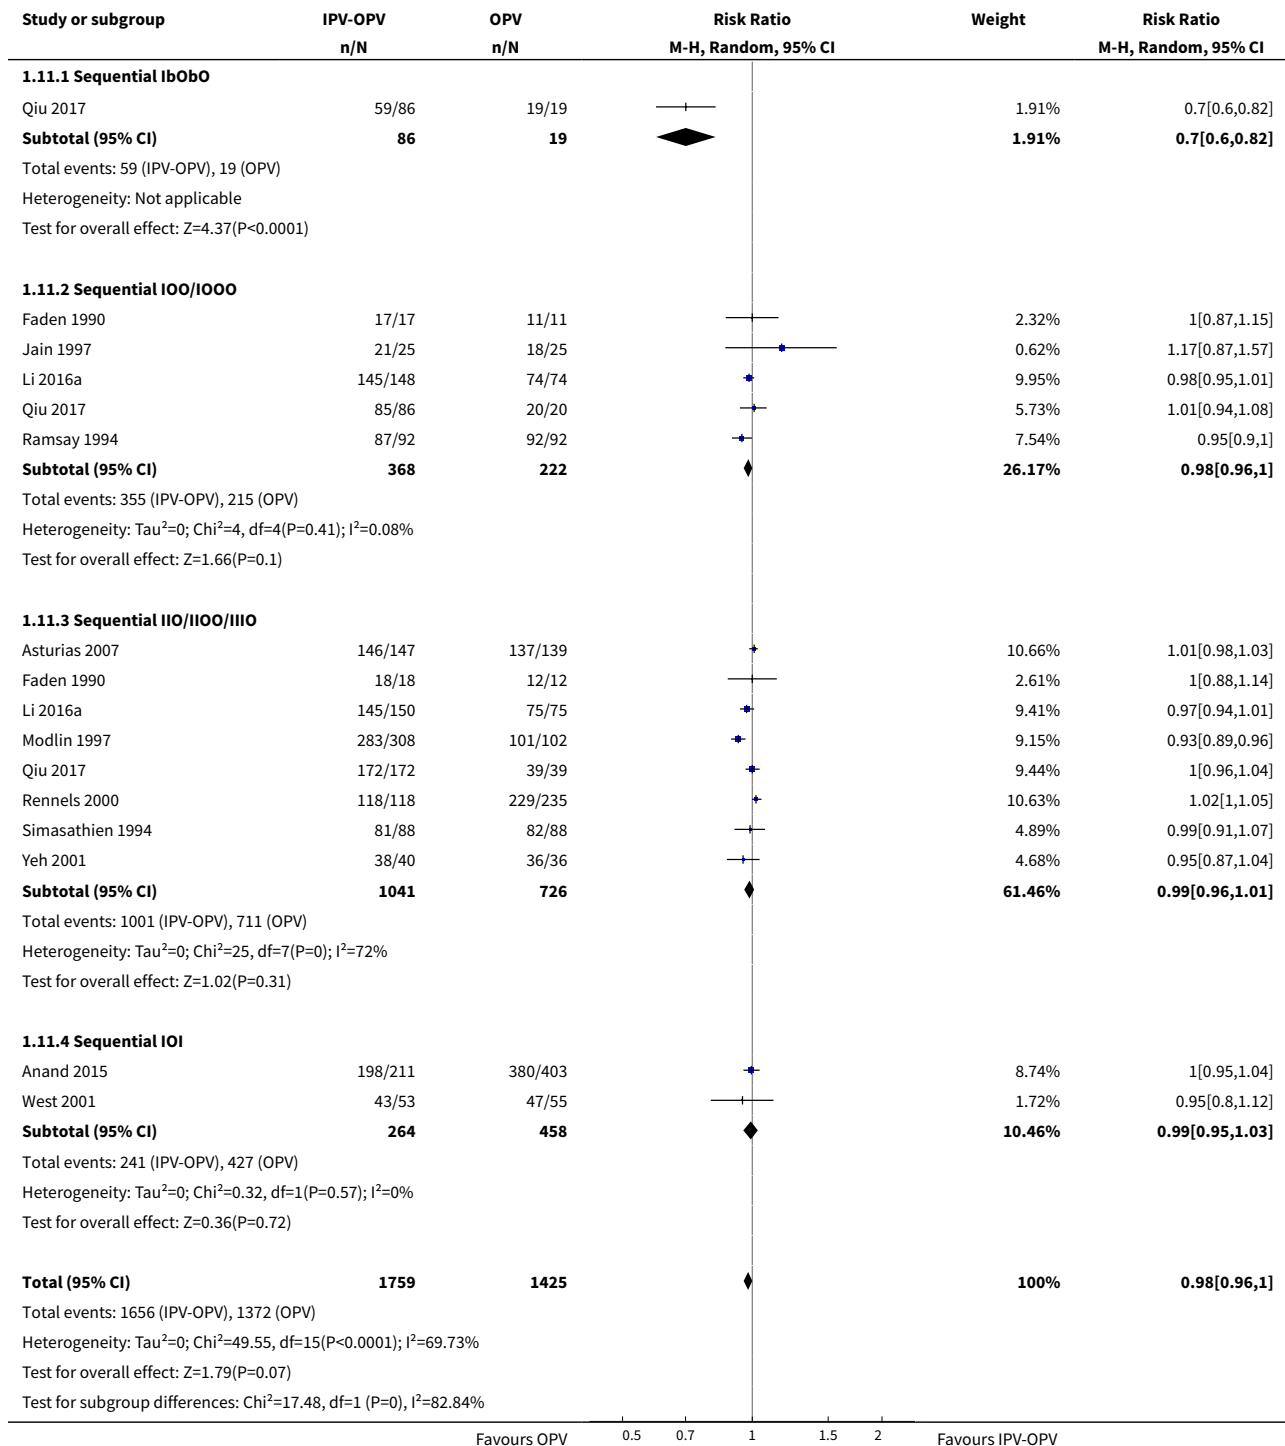 Study or subgroup IPV-OPV OPV Risk Ratio Weight Risk Ratio
n/N n/N M-H, Random, 95% CI M-H, Random, 95% CI
1.11.1 Sequential IbObO
Qiu 2017 59/86 19/19 1.91% 0.7[0.6,0.82]
Subtotal (95% CI) 86 19 1.91% 0.7[0.6,0.82]
Total events: 59 (IPV-OPV), 19 (OPV)
Heterogeneity: Not applicable
Test for overall effect: Z=4.37(P<0.0001)
1.11.2 Sequential IOO/IOOO
Faden 1990 17/17 11/11 2.32% 1[0.87,1.15]
Jain 1997 21/25 18/25 0.62% 1.17[0.87,1.57]
Li 2016a 145/148 74/74 9.95% 0.98[0.95,1.01]
Qiu 2017 85/86 20/20 5.73% 1.01[0.94,1.08]
Ramsay 1994 87/92 92/92 7.54% 0.95[0.9,1]
Subtotal (95% CI) 368 222 26.17% 0.98[0.96,1]
Total events: 355 (IPV-OPV), 215 (OPV)
Heterogeneity: Tau²=0; Chi²=4, df=4(P=0.41); I²=0.08%
Test for overall effect: Z=1.66(P=0.1)
1.11.3 Sequential IIO/IIOO/IIIO
Asturias 2007 146/147 137/139 10.66% 1.01[0.98,1.03]
Faden 1990 18/18 12/12 2.61% 1[0.88,1.14]
Li 2016a 145/150 75/75 9.41% 0.97[0.94,1.01]
Modlin 1997 283/308 101/102 9.15% 0.93[0.89,0.96]
Qiu 2017 172/172 39/39 9.44% 1[0.96,1.04]
Rennels 2000 118/118 229/235 10.63% 1.02[1,1.05]
Simasathien 1994 81/88 82/88 4.89% 0.99[0.91,1.07]
Yeh 2001 38/40 36/36 4.68% 0.95[0.87,1.04]
Subtotal (95% CI) 1041 726 61.46% 0.99[0.96,1.01]
Total events: 1001 (IPV-OPV), 711 (OPV)
Heterogeneity: Tau²=0; Chi²=25, df=7(P=0); I²=72%
Test for overall effect: Z=1.02(P=0.31)
1.11.4 Sequential IOI
Anand 2015 198/211 380/403 8.74% 1[0.95,1.04]
West 2001 43/53 47/55 1.72% 0.95[0.8,1.12]
Subtotal (95% CI) 264 458 10.46% 0.99[0.95,1.03]
Total events: 241 (IPV-OPV), 427 (OPV)
Heterogeneity: Tau²=0; Chi²=0.32, df=1(P=0.57); I²=0%
Test for overall effect: Z=0.36(P=0.72)
Total (95% CI) 1759 1425 100% 0.98[0.96,1]
Total events: 1656 (IPV-OPV), 1372 (OPV)
Heterogeneity: Tau²=0; Chi²=49.55, df=15(P<0.0001); I²=69.73%
Test for overall effect: Z=1.79(P=0.07)
Test for subgroup differences: Chi²=17.48, df=1 (P=0), I²=82.84%
Favours OPV 0.5 0.7 1 1.5 2 Favours IPV-OPV